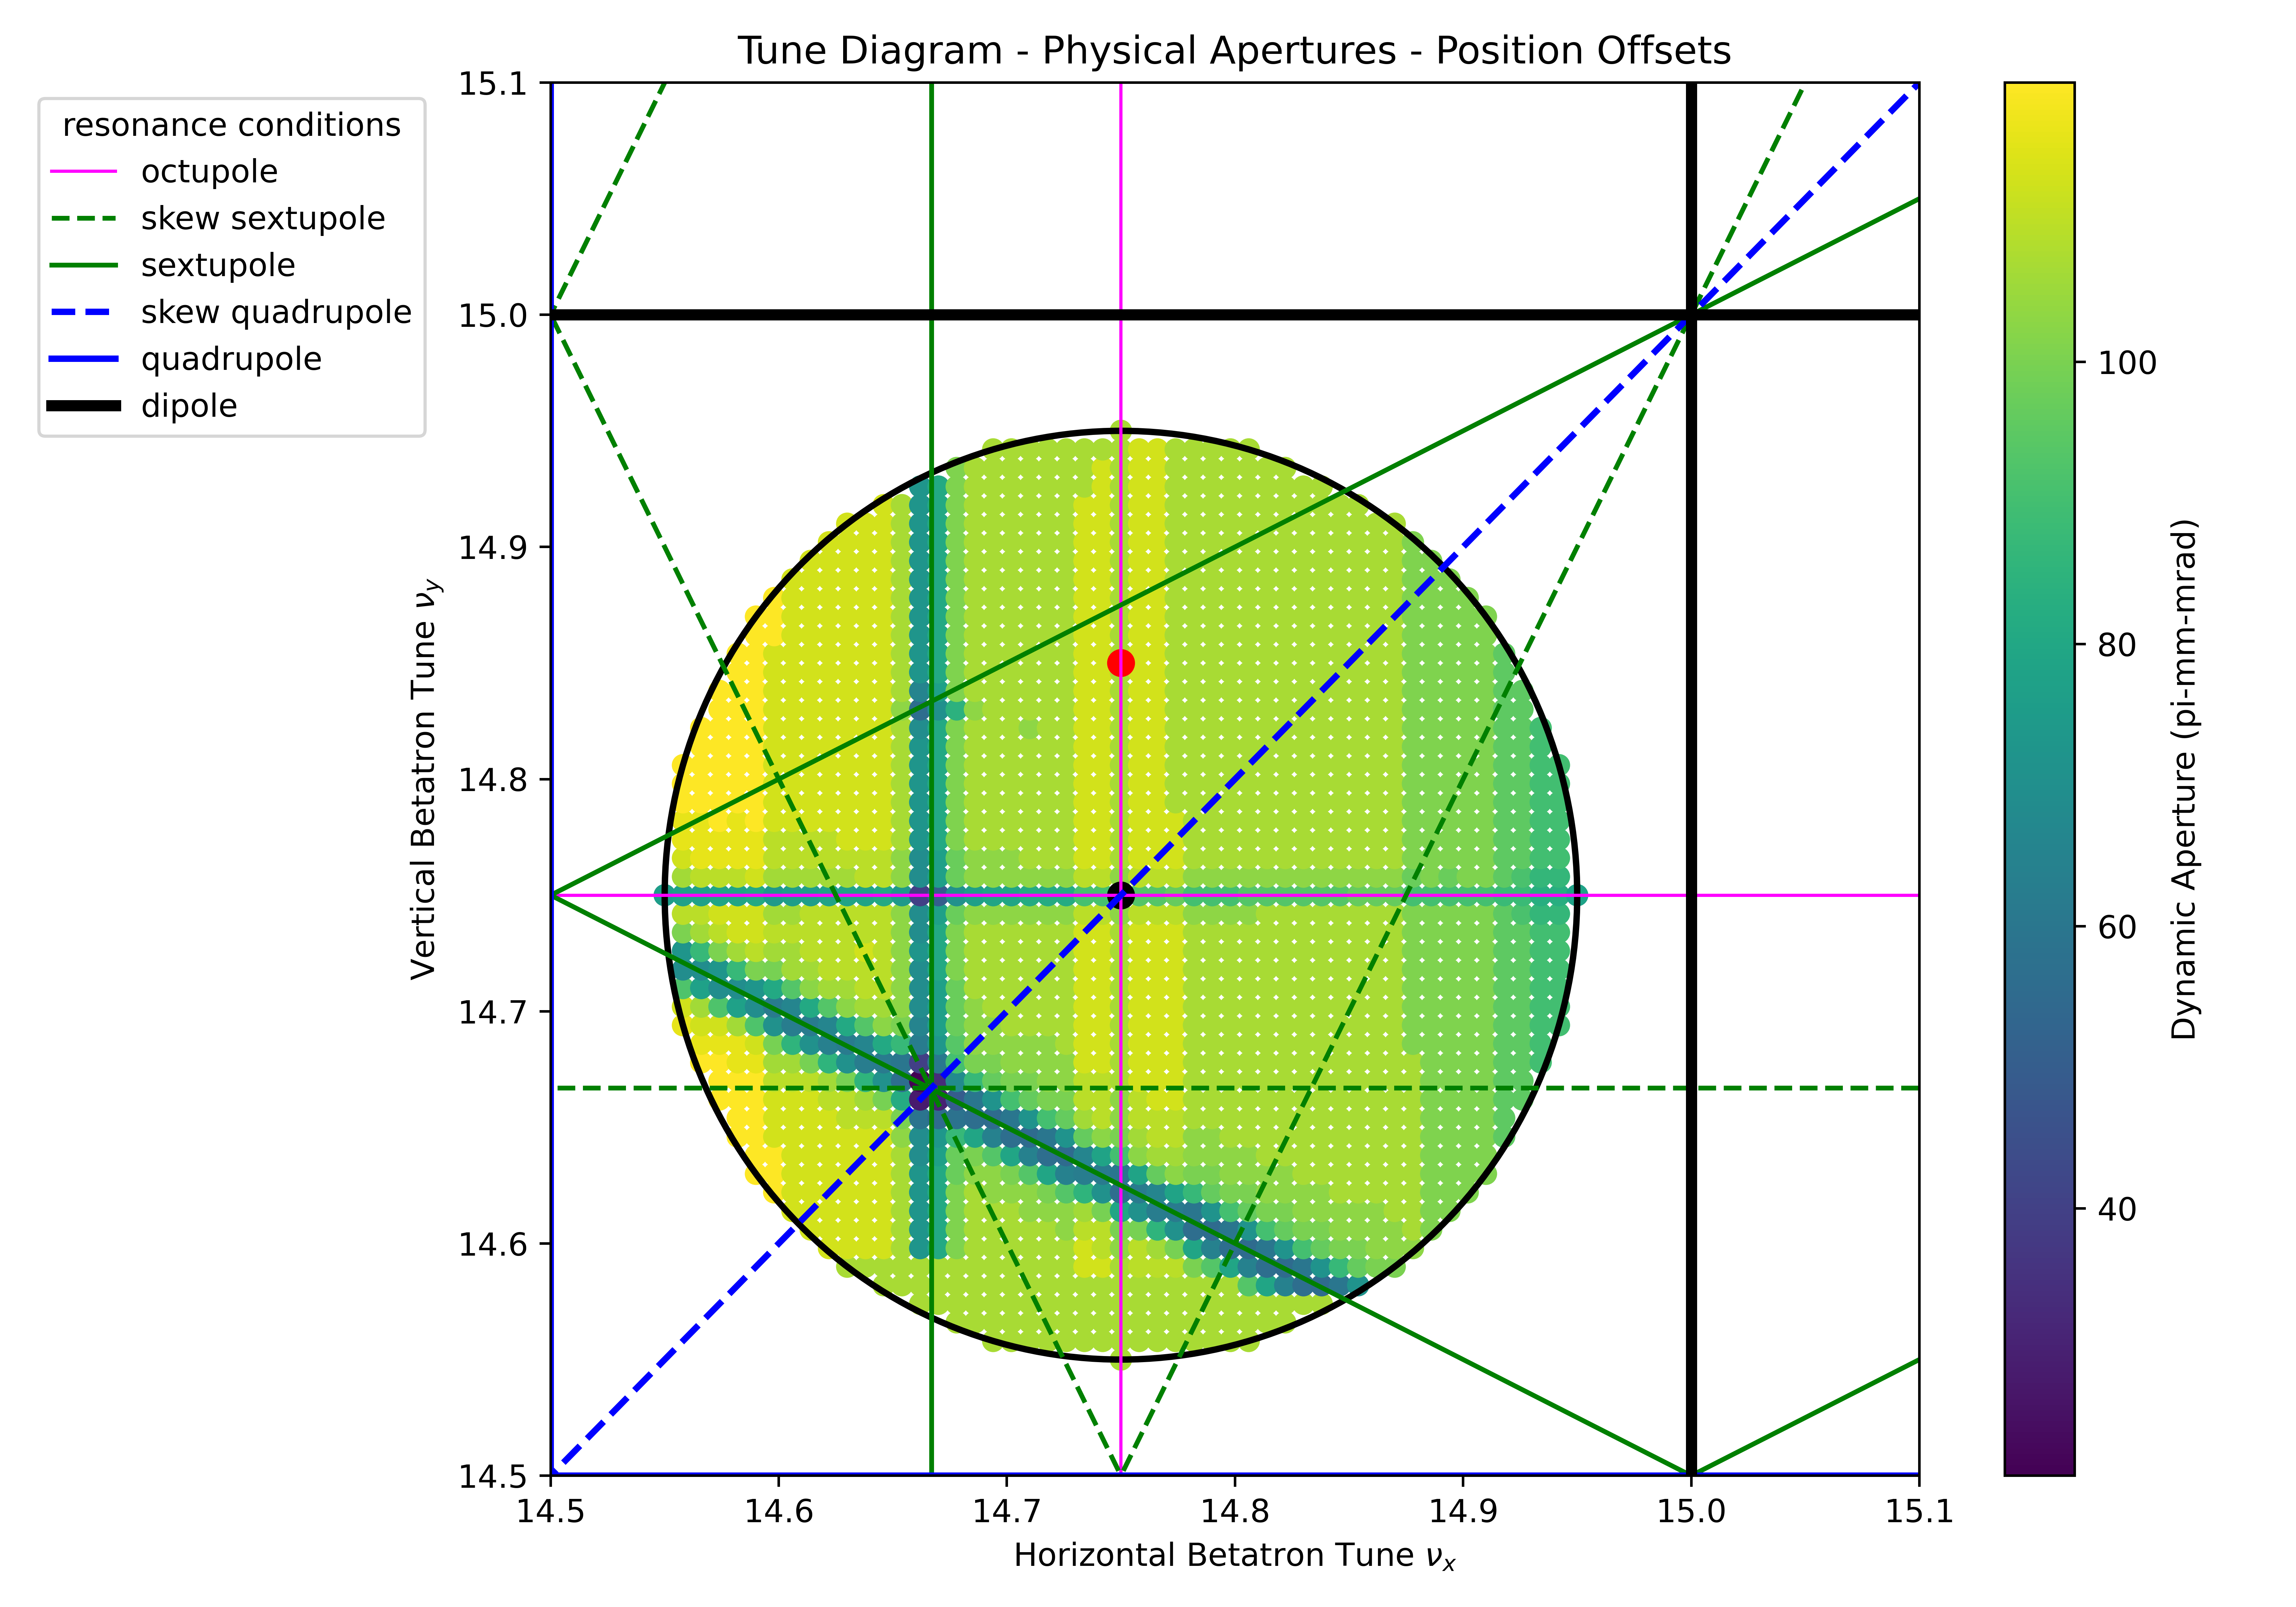 Tune Diagram - Physical Apertures - Position Offsets
resonance conditions
octupole
skew sextupole
sextupole
skew quadrupole
quadrupole
dipole
15.1
15.0
14.9
14.8
14.7
14.6
14.5
Vertical Betatron Tune νy
14.5 14.6 14.7 14.8 14.9 15.0 15.1
Horizontal Betatron Tune νx
100
80
60
40
Dynamic Aperture (pi-mm-mrad)